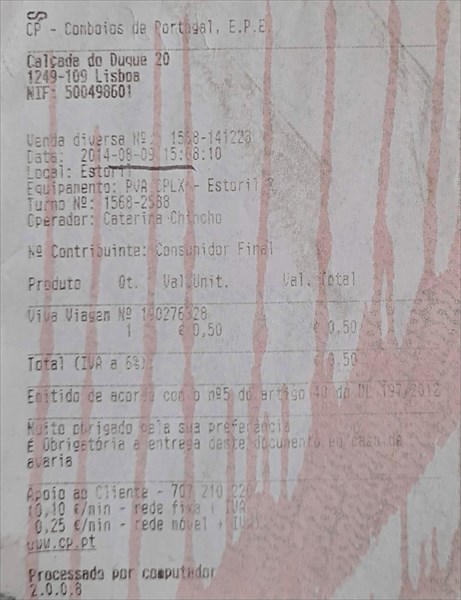 CP - Comboios de Portugal, E.P.E.
Calçada do Duque 20
1249-109 Lisboa
NIF: 500498601
Venda diversa Nº: 1568-141223
Data: 2014-08-09 15:08:10
Local: Estoril
Equipamento: PVA CPLX - Estoril
Turno Nº: 1568-2588
Operador: Catarina Chincho
Nº Contribuinte: Consumidor Final
Produto Qt. Val.Unit. Val. Total
Viva Viagem Nº 190276328
1 € 0,50 € 0,50
Total (IVA a 6%): € 0,50
Emitido de acordo com o nº5 do artigo 40 do DL 197/2012
Muito obrigado pela sua preferência
É Obrigatória a entrega deste documento em caso de
avaria
Apoio ao Cliente - 707 210 220
(0,10 €/min - rede fixa + IVA
0,25 €/min - rede móvel + IVA)
www.cp.pt
Processado por computador
2.0.0.8